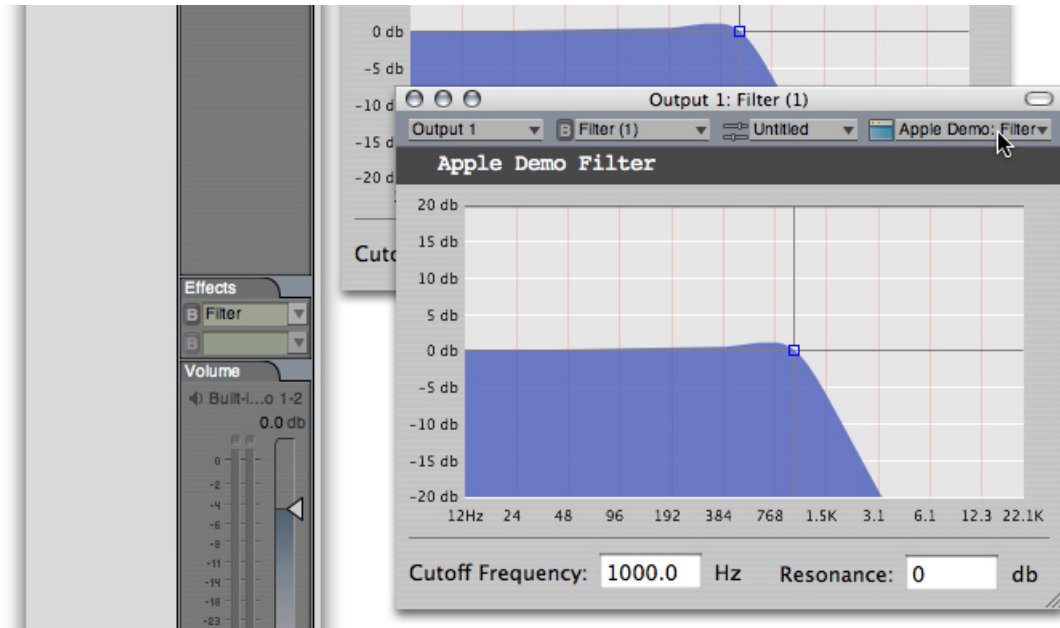 0 db
-5 db
-10 d
-15 d
-20 d
Cuto
Output 1: Filter (1)
Output 1
B Filter (1)
Untitled
Apple Demo: Filter
Apple Demo Filter
20 db
15 db
10 db
5 db
0 db
-5 db
-10 db
-15 db
-20 db
12Hz 24 48 96 192 384 768 1.5K 3.1 6.1 12.3 22.1K
Cutoff Frequency: 1000.0 Hz Resonance: 0 db
Effects
B Filter
B
Volume
Built-i...o 1-2
0.0 db
0
-2
-4
-6
-8
-11
-14
-18
-23